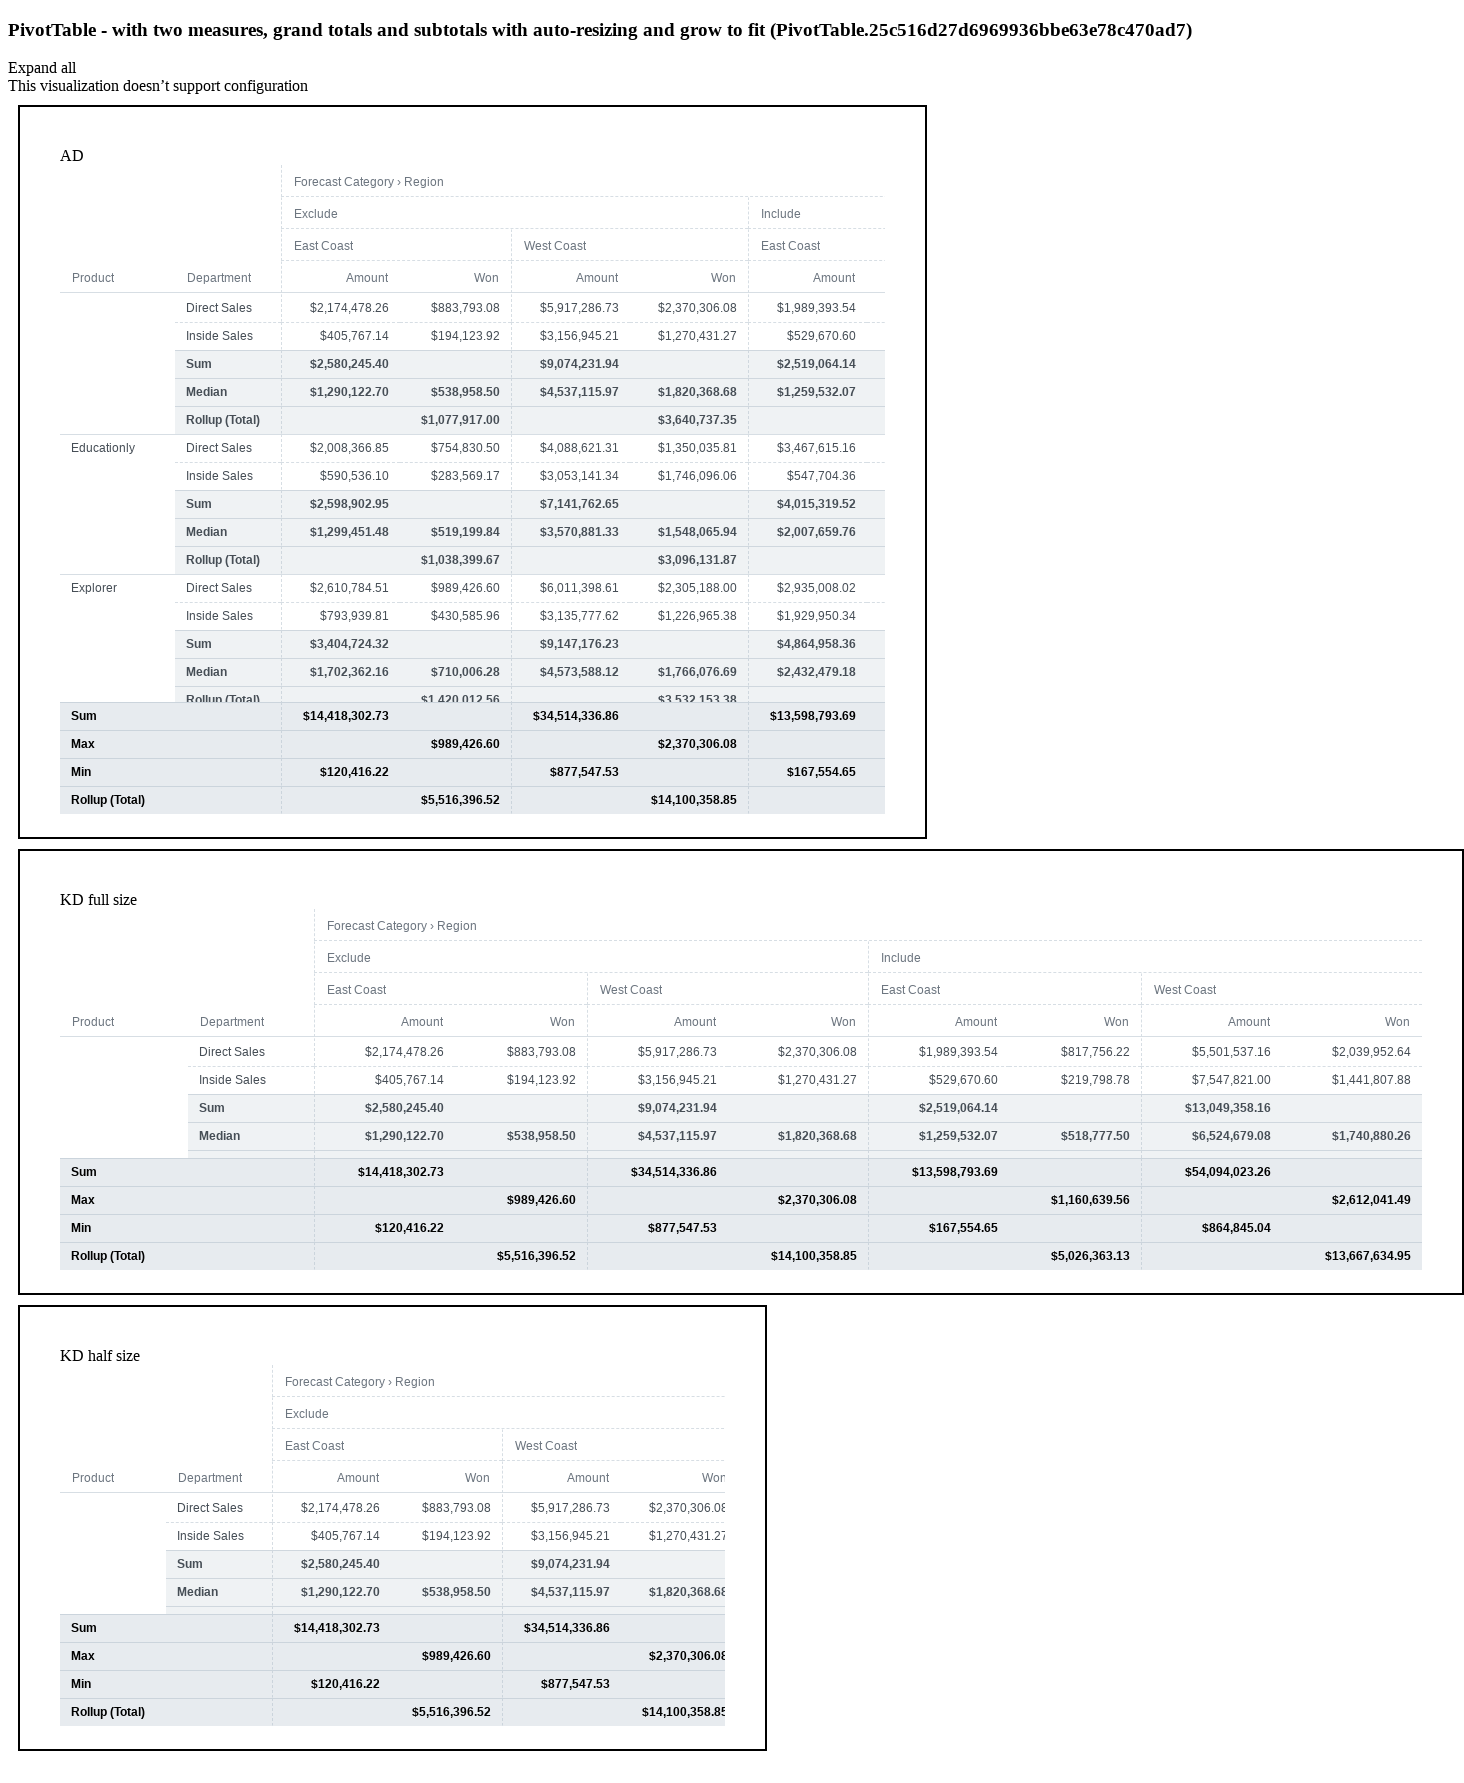 PivotTable - with two measures, grand totals and subtotals with auto-resizing and grow to fit (PivotTable.25c516d27d6969936bbe63e78c470ad7)
Expand all
This visualization doesn’t support configuration
AD
Forecast Category › Region
Exclude Include
East Coast West Coast East Coast
Product Department Amount Won Amount Won Amount
Direct Sales $2,174,478.26 $883,793.08 $5,917,286.73 $2,370,306.08 $1,989,393.54
Inside Sales $405,767.14 $194,123.92 $3,156,945.21 $1,270,431.27 $529,670.60
Sum $2,580,245.40 $9,074,231.94 $2,519,064.14
Median $1,290,122.70 $538,958.50 $4,537,115.97 $1,820,368.68 $1,259,532.07
Rollup (Total) $1,077,917.00 $3,640,737.35
Educationly Direct Sales $2,008,366.85 $754,830.50 $4,088,621.31 $1,350,035.81 $3,467,615.16
Inside Sales $590,536.10 $283,569.17 $3,053,141.34 $1,746,096.06 $547,704.36
Sum $2,598,902.95 $7,141,762.65 $4,015,319.52
Median $1,299,451.48 $519,199.84 $3,570,881.33 $1,548,065.94 $2,007,659.76
Rollup (Total) $1,038,399.67 $3,096,131.87
Explorer Direct Sales $2,610,784.51 $989,426.60 $6,011,398.61 $2,305,188.00 $2,935,008.02
Inside Sales $793,939.81 $430,585.96 $3,135,777.62 $1,226,965.38 $1,929,950.34
Sum $3,404,724.32 $9,147,176.23 $4,864,958.36
Median $1,702,362.16 $710,006.28 $4,573,588.12 $1,766,076.69 $2,432,479.18
Rollup (Total) $1,420,012.56 $3,532,153.38
Sum $14,418,302.73 $34,514,336.86 $13,598,793.69
Max $989,426.60 $2,370,306.08
Min $120,416.22 $877,547.53 $167,554.65
Rollup (Total) $5,516,396.52 $14,100,358.85
KD full size
Forecast Category › Region
Exclude Include
East Coast West Coast East Coast West Coast
Product Department Amount Won Amount Won Amount Won Amount Won
Direct Sales $2,174,478.26 $883,793.08 $5,917,286.73 $2,370,306.08 $1,989,393.54 $817,756.22 $5,501,537.16 $2,039,952.64
Inside Sales $405,767.14 $194,123.92 $3,156,945.21 $1,270,431.27 $529,670.60 $219,798.78 $7,547,821.00 $1,441,807.88
Sum $2,580,245.40 $9,074,231.94 $2,519,064.14 $13,049,358.16
Median $1,290,122.70 $538,958.50 $4,537,115.97 $1,820,368.68 $1,259,532.07 $518,777.50 $6,524,679.08 $1,740,880.26
Sum $14,418,302.73 $34,514,336.86 $13,598,793.69 $54,094,023.26
Max $989,426.60 $2,370,306.08 $1,160,639.56 $2,612,041.49
Min $120,416.22 $877,547.53 $167,554.65 $864,845.04
Rollup (Total) $5,516,396.52 $14,100,358.85 $5,026,363.13 $13,667,634.95
KD half size
Forecast Category › Region
Exclude
East Coast West Coast
Product Department Amount Won Amount Won
Direct Sales $2,174,478.26 $883,793.08 $5,917,286.73 $2,370,306.08
Inside Sales $405,767.14 $194,123.92 $3,156,945.21 $1,270,431.27
Sum $2,580,245.40 $9,074,231.94
Median $1,290,122.70 $538,958.50 $4,537,115.97 $1,820,368.68
Sum $14,418,302.73 $34,514,336.86
Max $989,426.60 $2,370,306.08
Min $120,416.22 $877,547.53
Rollup (Total) $5,516,396.52 $14,100,358.85